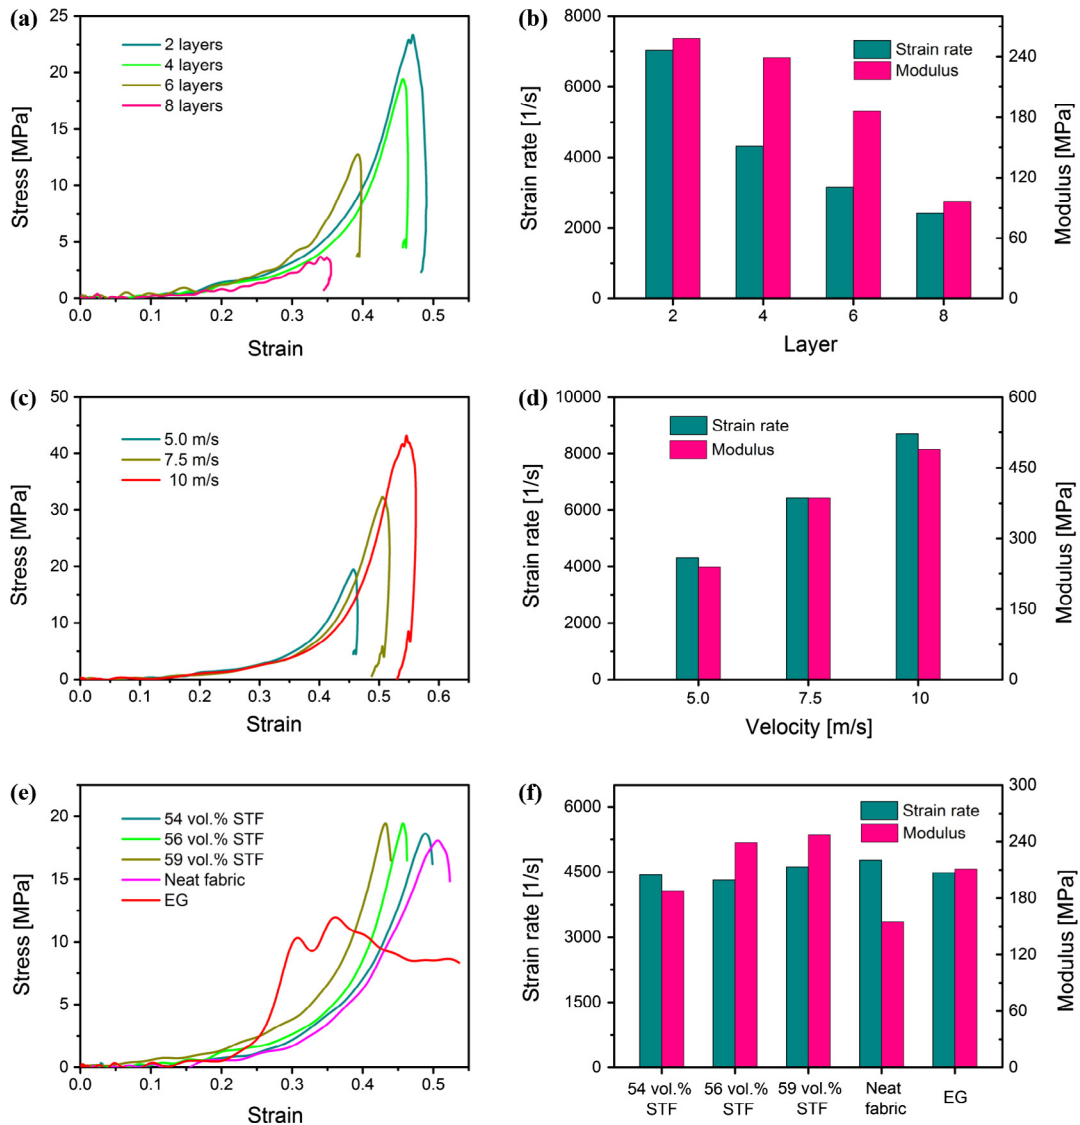 (a)
25
20
15
10
5
0
0.0 0.1 0.2 0.3 0.4 0.5
Stress [MPa]
Strain
2 layers
4 layers
6 layers
8 layers
(b)
8000
6000
4000
2000
0
Strain rate [1/s]
Strain rate
Modulus
240
180
120
60
0
Modulus [MPa]
2 4 6 8
Layer
(c)
50
40
30
20
10
0
0.0 0.1 0.2 0.3 0.4 0.5 0.6
Stress [MPa]
Strain
5.0 m/s
7.5 m/s
10 m/s
(d)
10000
8000
6000
4000
2000
0
Strain rate [1/s]
Strain rate
Modulus
600
450
300
150
0
Modulus [MPa]
5.0 7.5 10
Velocity [m/s]
(e)
20
15
10
5
0
0.0 0.1 0.2 0.3 0.4 0.5
Stress [MPa]
Strain
54 vol.% STF
56 vol.% STF
59 vol.% STF
Neat fabric
EG
(f)
6000
4500
3000
1500
0
Strain rate [1/s]
Strain rate
Modulus
300
240
180
120
60
0
Modulus [MPa]
54 vol.% 56 vol.% 59 vol.% Neat EG
STF STF STF fabric